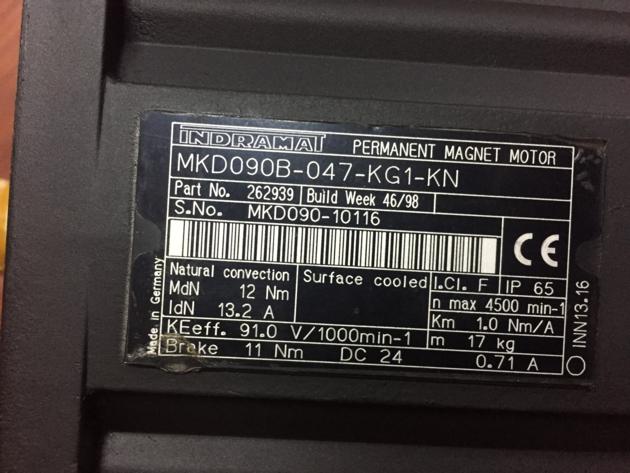 INDRAMAT PERMANENT MAGNET MOTOR
MKD090B-047-KG1-KN
Part No. 262939 Build Week 46/98
S.No. MKD090-10116
CE
Natural convection Surface cooled I.Cl. F IP 65
MdN 12 Nm n max 4500 min-1
IdN 13.2 A Km 1.0 Nm/A
KEeff. 91.0 V/1000min-1 m 17 kg
Brake 11 Nm DC 24 0.71 A
Made in Germany
INN13.16